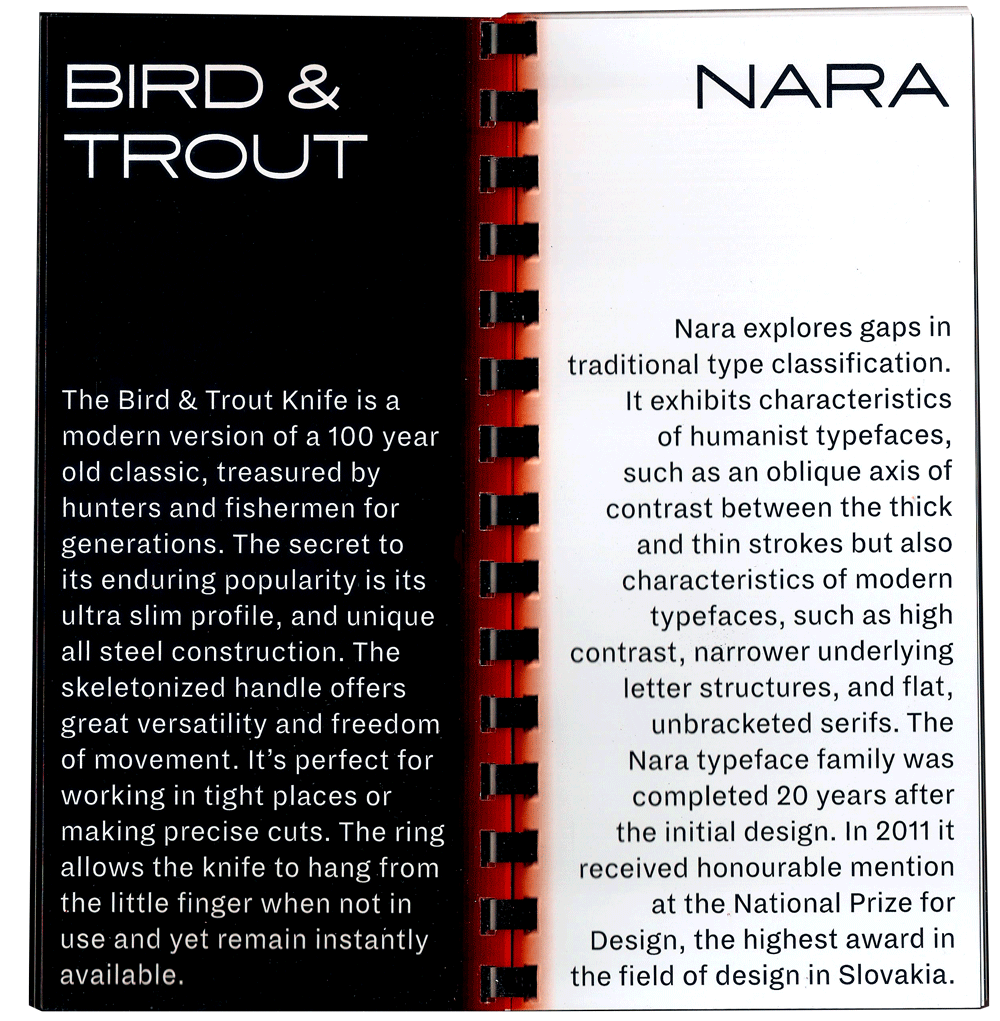 BIRD &
TROUT
The Bird & Trout Knife is a
modern version of a 100 year
old classic, treasured by
hunters and fishermen for
generations. The secret to
its enduring popularity is its
ultra slim profile, and unique
all steel construction. The
skeletonized handle offers
great versatility and freedom
of movement. It’s perfect for
working in tight places or
making precise cuts. The ring
allows the knife to hang from
the little finger when not in
use and yet remain instantly
available.
NARA
Nara explores gaps in
traditional type classification.
It exhibits characteristics
of humanist typefaces,
such as an oblique axis of
contrast between the thick
and thin strokes but also
characteristics of modern
typefaces, such as high
contrast, narrower underlying
letter structures, and flat,
unbracketed serifs. The
Nara typeface family was
completed 20 years after
the initial design. In 2011 it
received honourable mention
at the National Prize for
Design, the highest award in
the field of design in Slovakia.